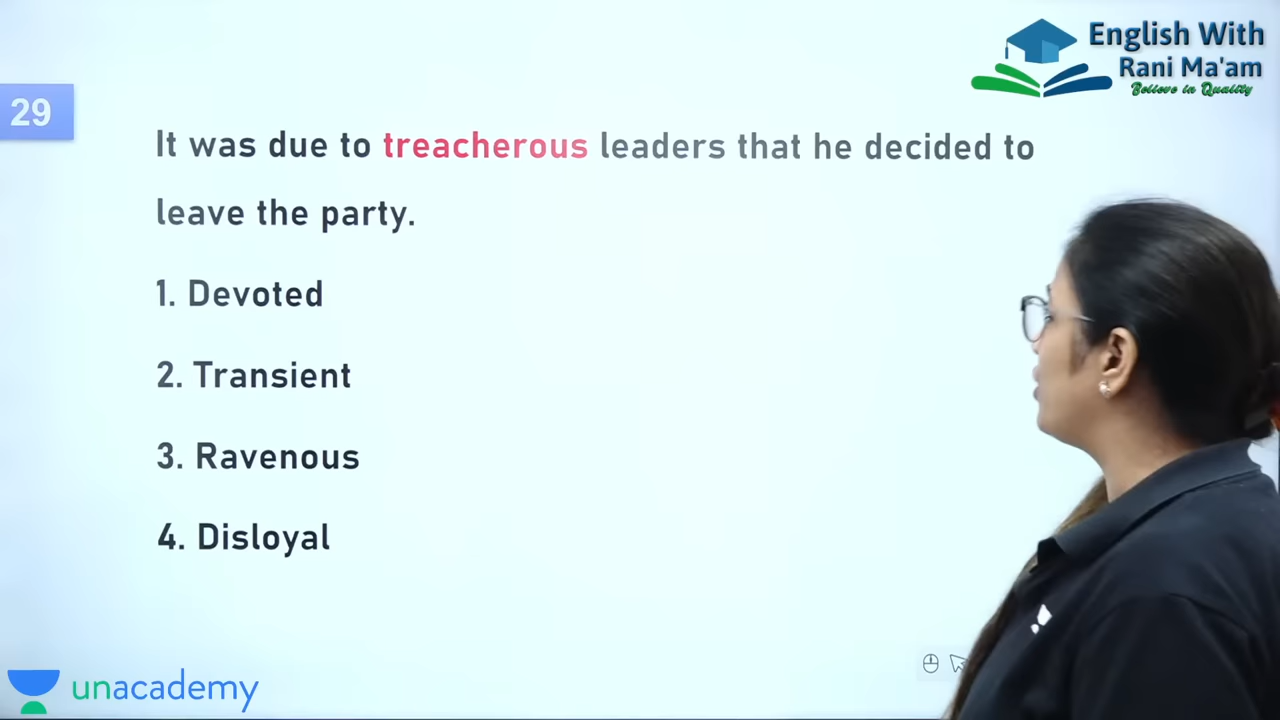 English With
Rani Ma'am
Believe in Quality
29
It was due to treacherous leaders that he decided to
leave the party.
1. Devoted
2. Transient
3. Ravenous
4. Disloyal
unacademy